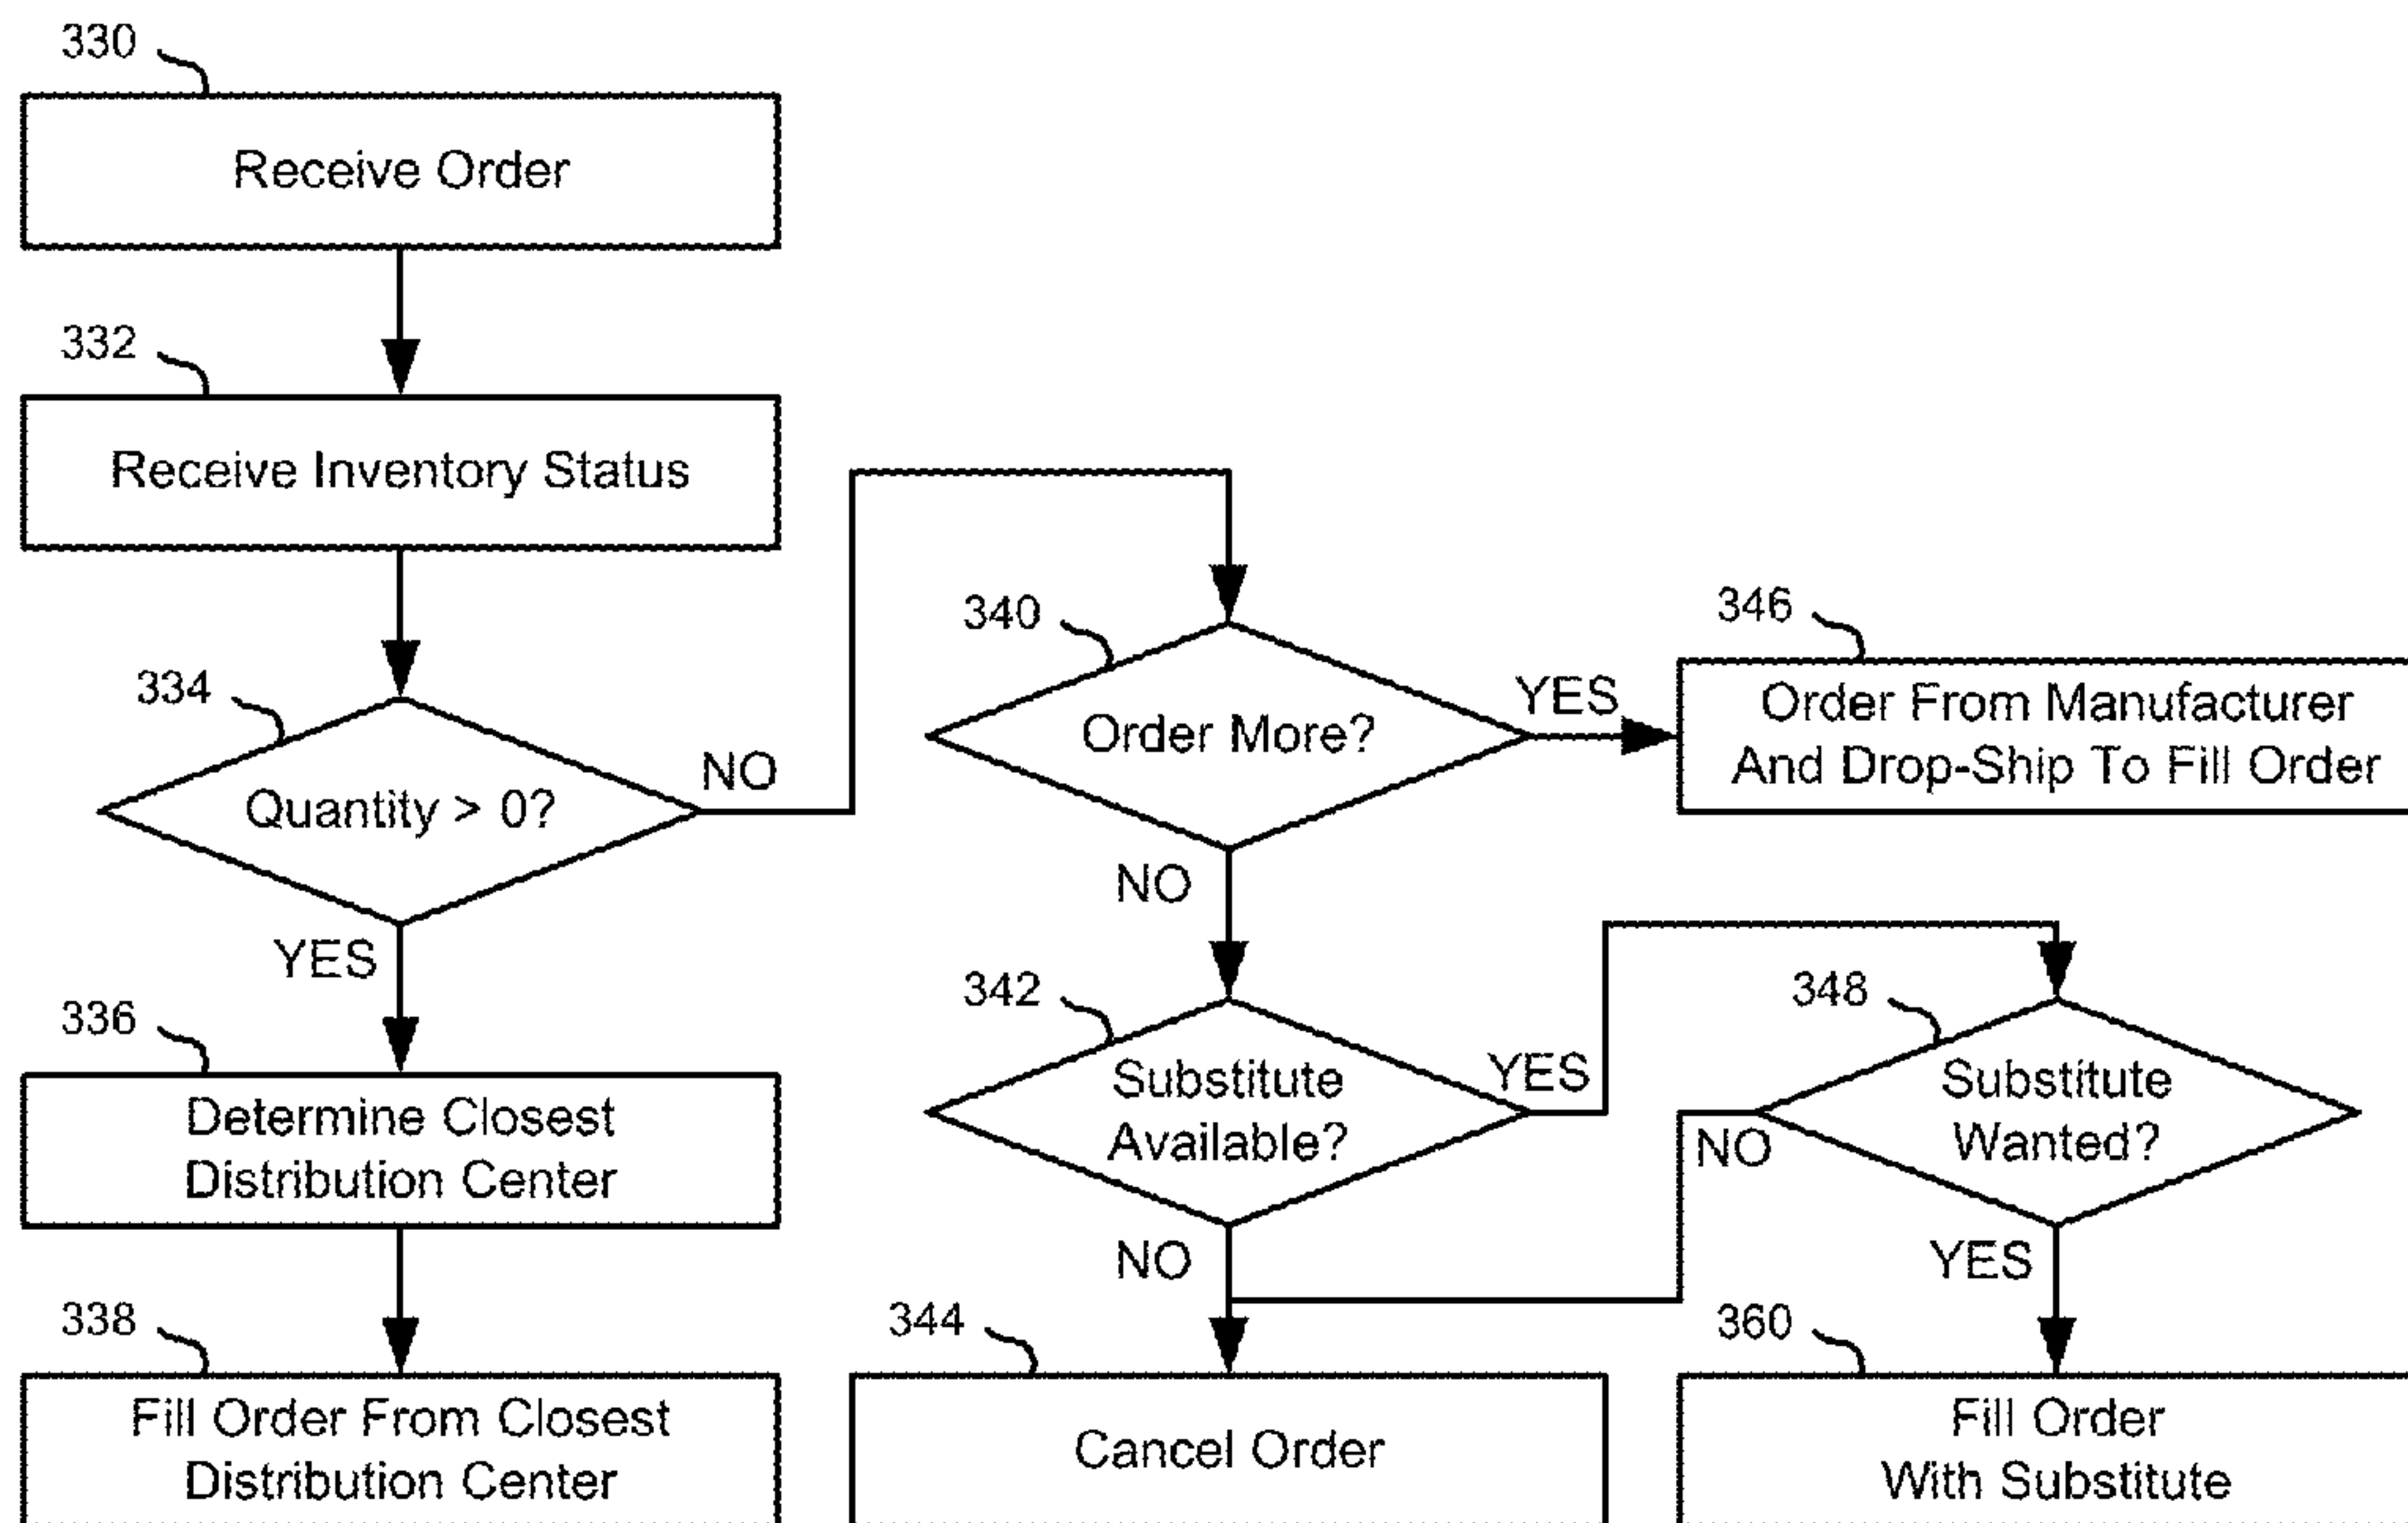 330
Receive Order
332
Receive Inventory Status
334
Quantity > 0?
NO
YES
336
Determine Closest
Distribution Center
338
Fill Order From Closest
Distribution Center
340
Order More?
YES
NO
346
Order From Manufacturer
And Drop-Ship To Fill Order
342
Substitute
Available?
YES
NO
344
Cancel Order
348
Substitute
Wanted?
NO
YES
360
Fill Order
With Substitute